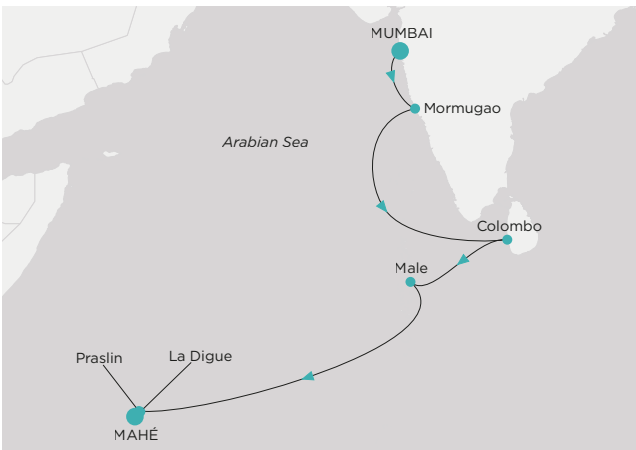 MUMBAI
Mormugao
Arabian Sea
Colombo
Male
Praslin
La Digue
MAHÉ